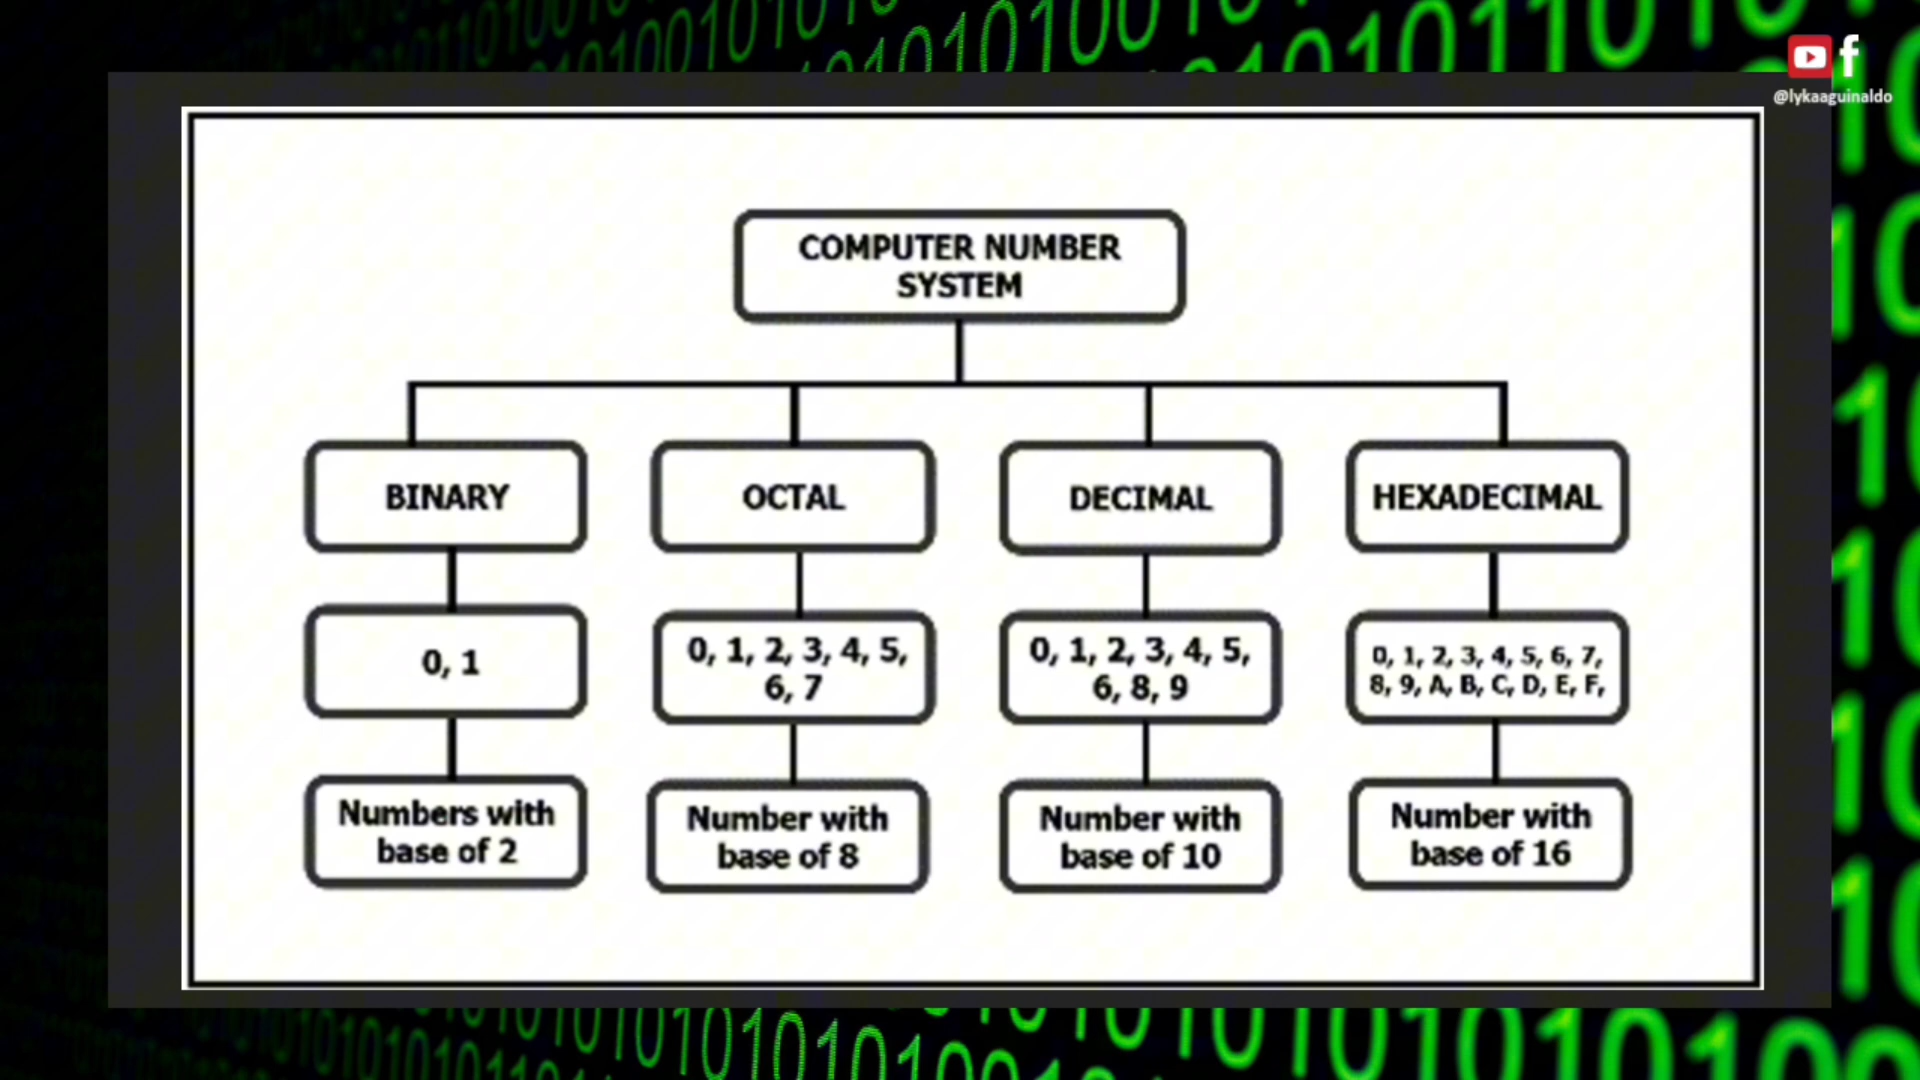 @lykaaguinaldo
COMPUTER NUMBER
SYSTEM
BINARY
OCTAL
DECIMAL
HEXADECIMAL
0, 1
0, 1, 2, 3, 4, 5,
6, 7
0, 1, 2, 3, 4, 5,
6, 8, 9
0, 1, 2, 3, 4, 5, 6, 7,
8, 9, A, B, C, D, E, F,
Numbers with
base of 2
Number with
base of 8
Number with
base of 10
Number with
base of 16